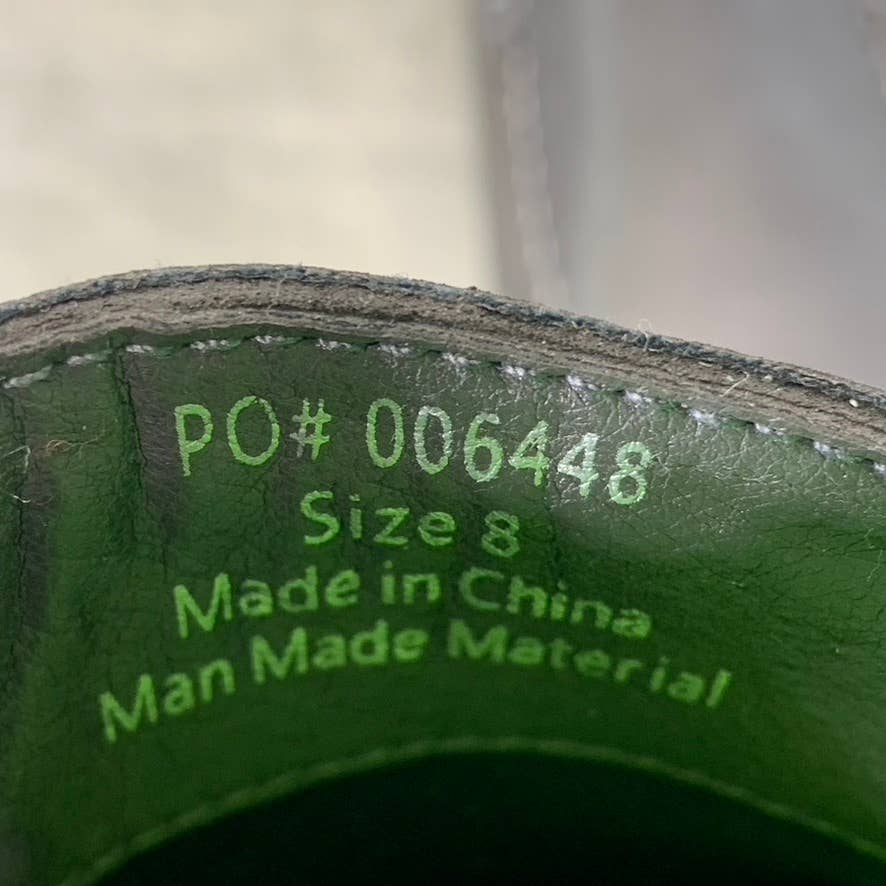 PO# 006448
Size 8
Made in China
Man Made Material